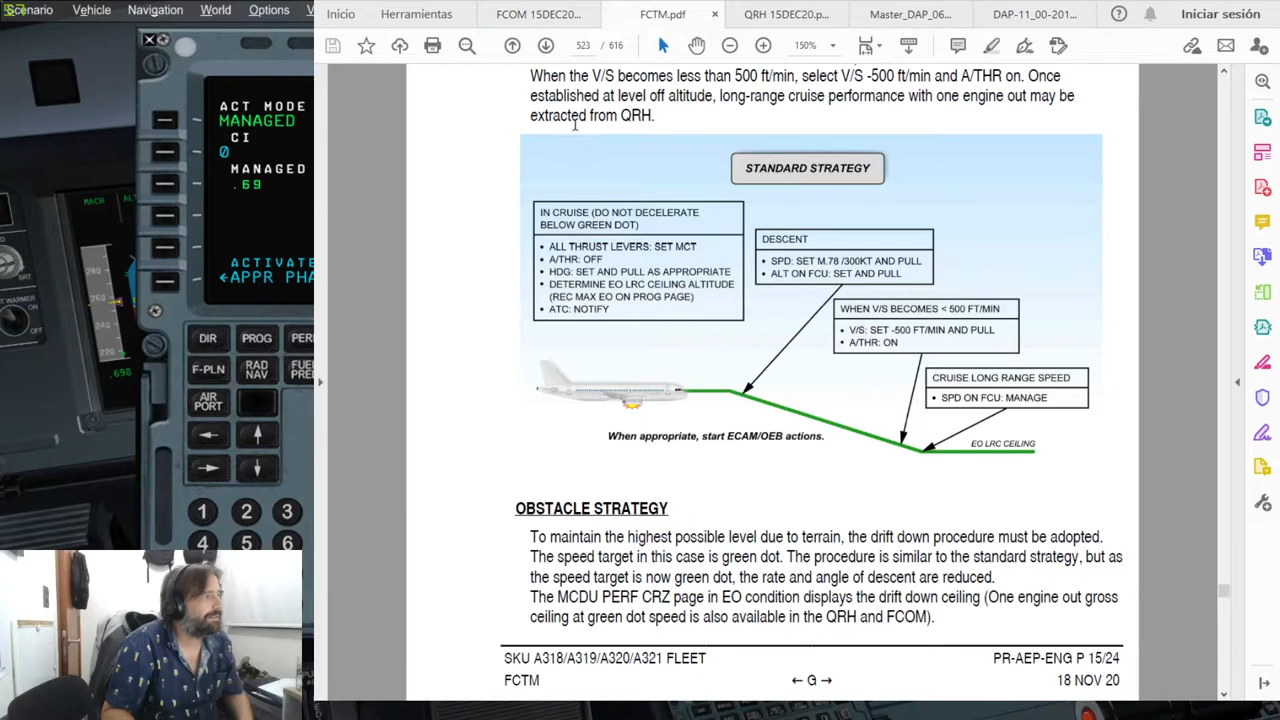 Scenario Vehicle Navigation World Options
57
Inicio Herramientas FCOM 15DEC20... FCTM.pdf × QRH 15DEC20.p... Master_DAP_06... DAP-11_00-201... Iniciar sesión
523 / 616 150%
When the V/S becomes less than 500 ft/min, select V/S -500 ft/min and A/THR on. Once
established at level off altitude, long-range cruise performance with one engine out may be
extracted from QRH.
STANDARD STRATEGY
IN CRUISE (DO NOT DECELERATE
BELOW GREEN DOT)
• ALL THRUST LEVERS: SET MCT
• A/THR: OFF
• HDG: SET AND PULL AS APPROPRIATE
• DETERMINE EO LRC CEILING ALTITUDE
(REC MAX EO ON PROG PAGE)
• ATC: NOTIFY
DESCENT
• SPD: SET M.78 /300KT AND PULL
• ALT ON FCU: SET AND PULL
WHEN V/S BECOMES < 500 FT/MIN
• V/S: SET -500 FT/MIN AND PULL
• A/THR: ON
CRUISE LONG RANGE SPEED
• SPD ON FCU: MANAGE
When appropriate, start ECAM/OEB actions.
EO LRC CEILING
OBSTACLE STRATEGY
To maintain the highest possible level due to terrain, the drift down procedure must be adopted.
The speed target in this case is green dot. The procedure is similar to the standard strategy, but as
the speed target is now green dot, the rate and angle of descent are reduced.
The MCDU PERF CRZ page in EO condition displays the drift down ceiling (One engine out gross
ceiling at green dot speed is also available in the QRH and FCOM).
SKU A318/A319/A320/A321 FLEET PR-AEP-ENG P 15/24
FCTM ← G → 18 NOV 20
ACT MODE
MANAGED
CI
0
MANAGED
.69
ACTIVATE
←APPR PHA
MACH
240
220
.698
BRT
DIR PROG PER
F-PLN RAD NAV FUE PRE
AIR PORT
← ↑
→ ↓
1 2 3
4 5 6